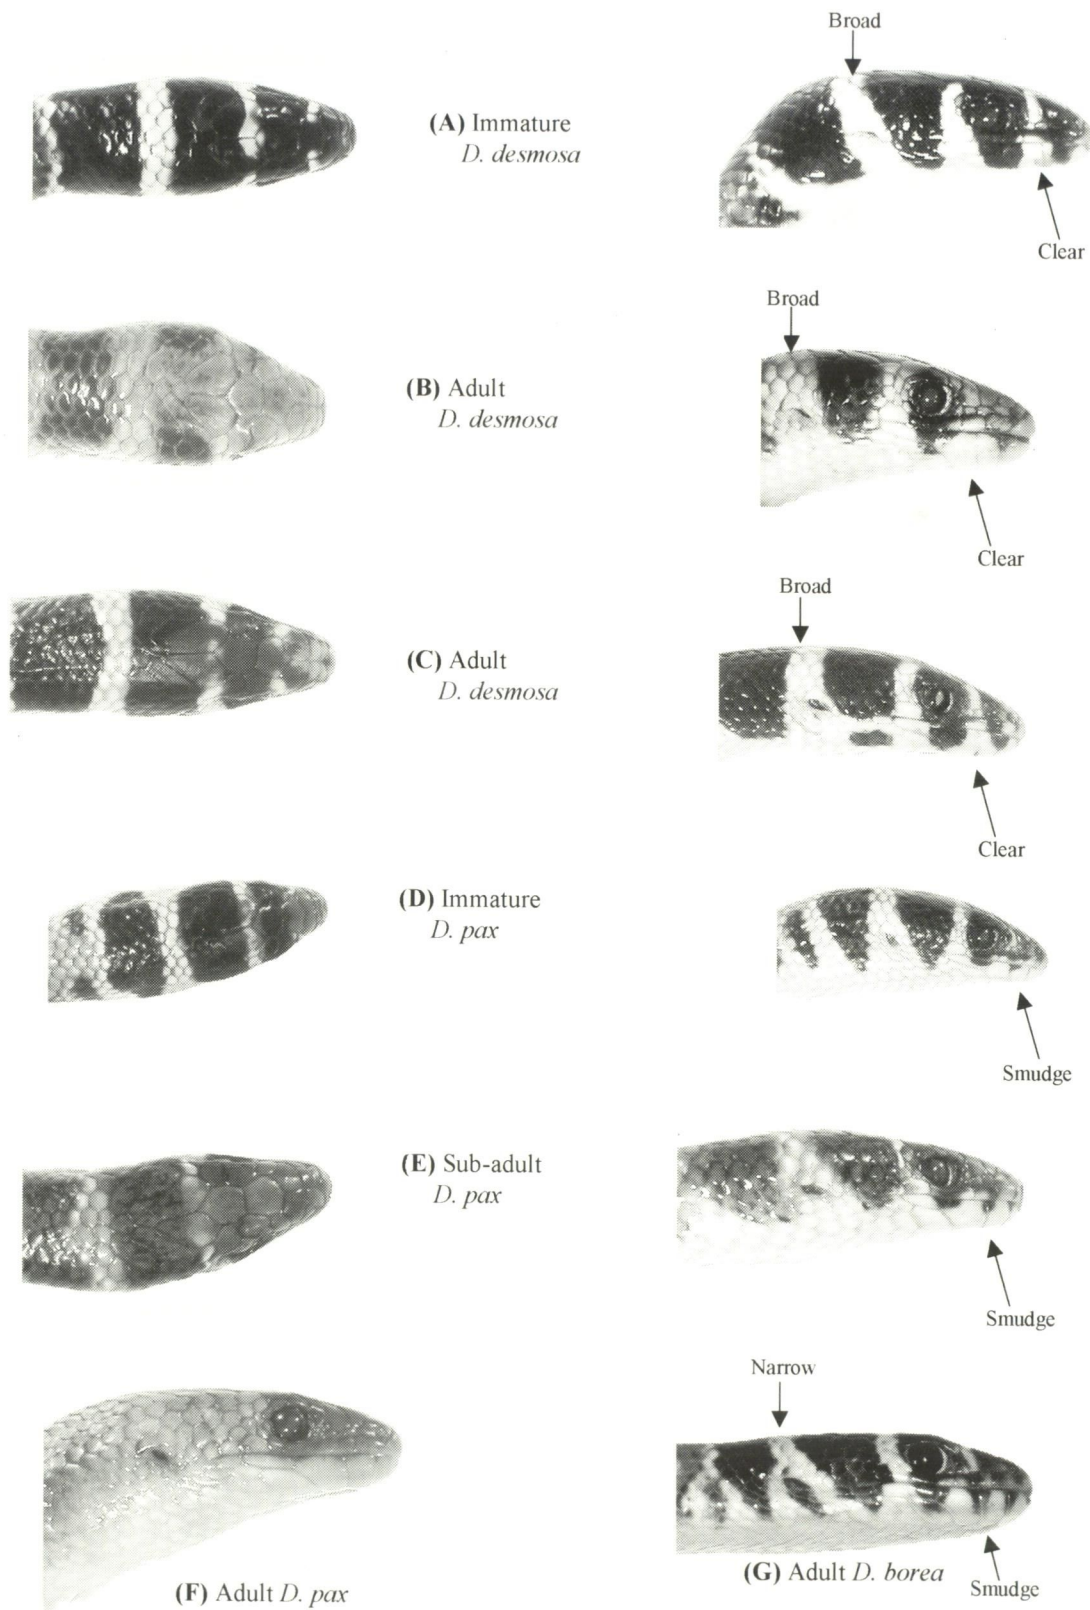 Broad
(A) Immature
D. desmosa
Clear
Broad
(B) Adult
D. desmosa
Clear
Broad
(C) Adult
D. desmosa
Clear
(D) Immature
D. pax
Smudge
(E) Sub-adult
D. pax
Smudge
Narrow
(F) Adult D. pax
(G) Adult D. borea
Smudge